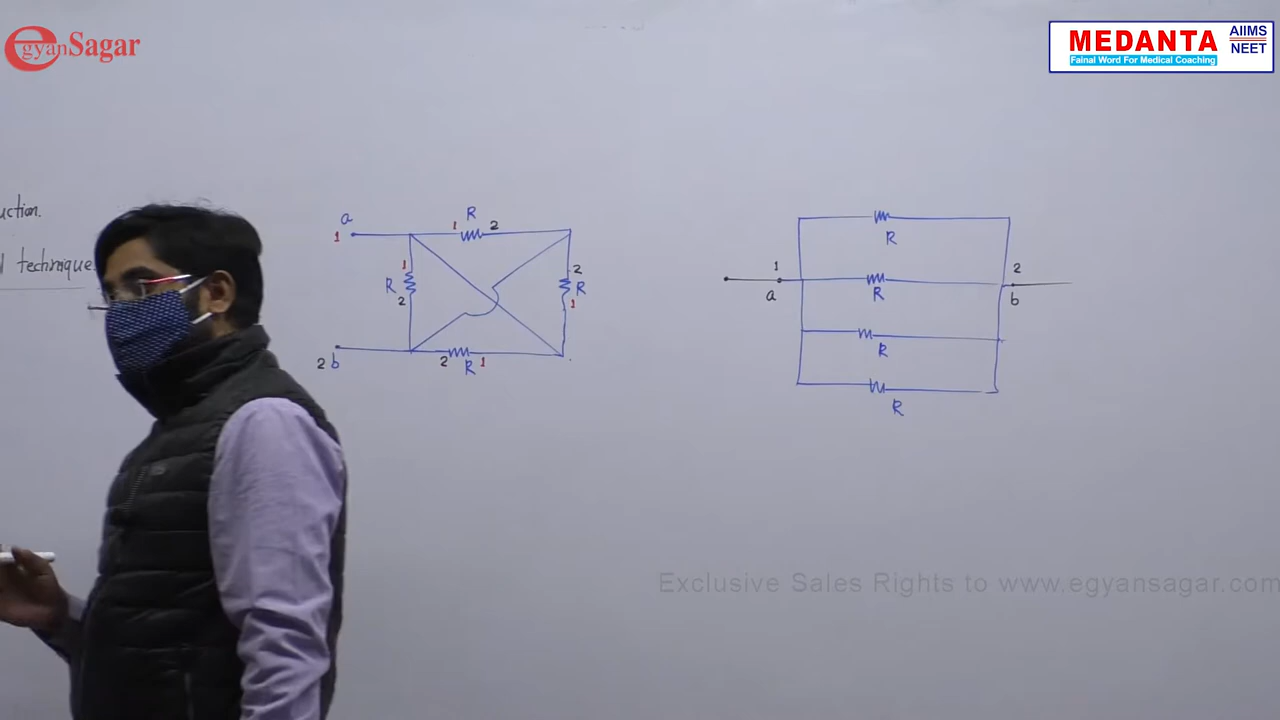 egyanSagar
MEDANTA AIIMS NEET
Fainal Word For Medical Coaching
uction.
technique.
a
1
R
1
2
1
R
2
2
R
1
2 b
2
R
1
R
1
a
R
2
b
R
R
Exclusive Sales Rights to www.egyansagar.com